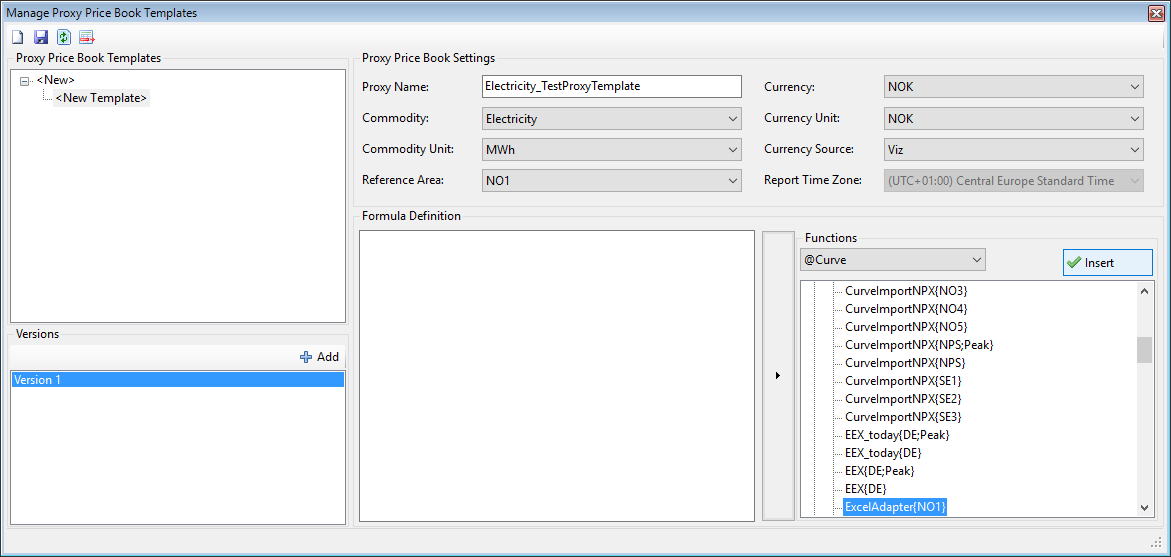 Manage Proxy Price Book Templates
Proxy Price Book Templates
<New>
<New Template>
Versions
Add
Version 1
Proxy Price Book Settings
Proxy Name: Electricity_TestProxyTemplate Currency: NOK
Commodity: Electricity Currency Unit: NOK
Commodity Unit: MWh Currency Source: Viz
Reference Area: NO1 Report Time Zone: (UTC+01:00) Central Europe Standard Time
Formula Definition
Functions
@Curve Insert
CurveImportNPX{NO3}
CurveImportNPX{NO4}
CurveImportNPX{NO5}
CurveImportNPX{NPS;Peak}
CurveImportNPX{NPS}
CurveImportNPX{SE1}
CurveImportNPX{SE2}
CurveImportNPX{SE3}
EEX_today{DE;Peak}
EEX_today{DE}
EEX{DE;Peak}
EEX{DE}
ExcelAdapter{NO1}